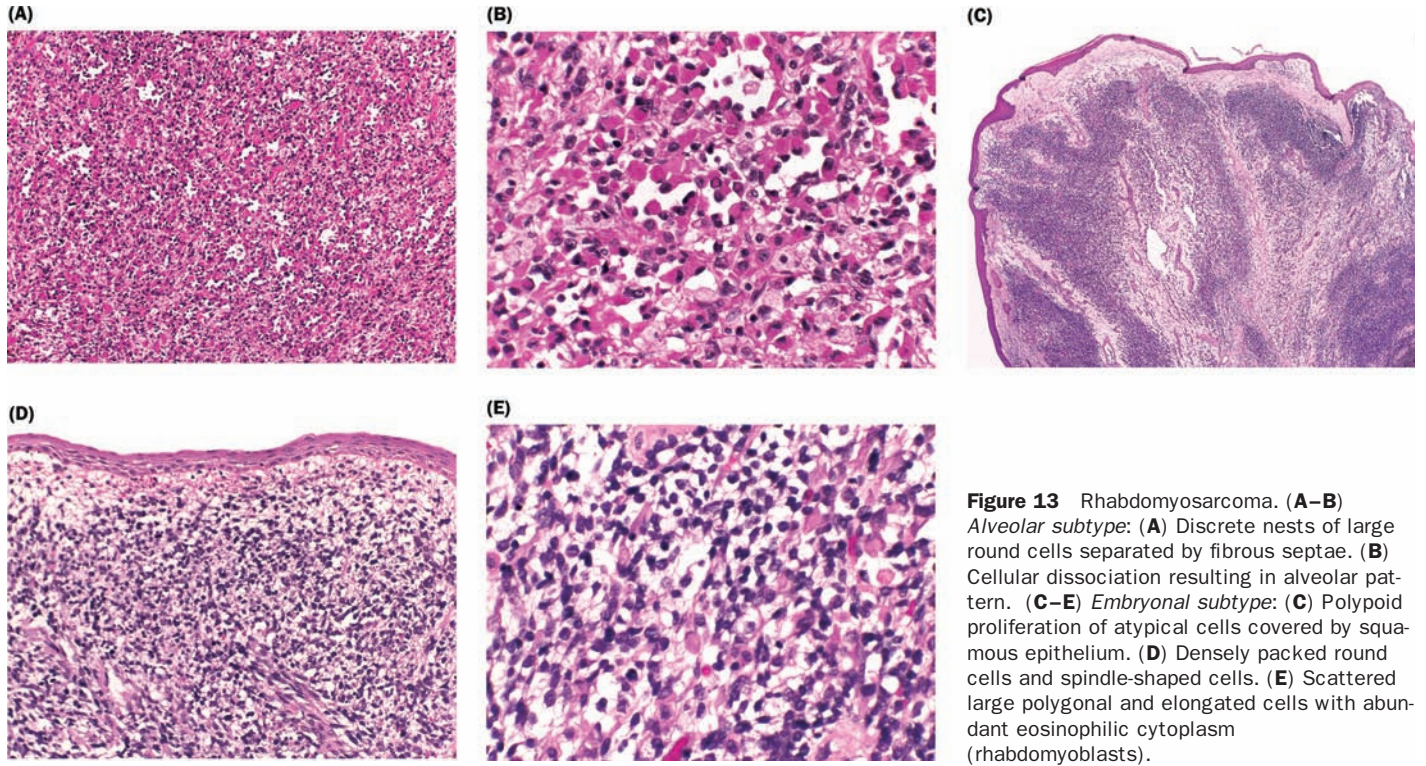 (A)
(B)
(C)
(D)
(E)
Figure 13 Rhabdomyosarcoma. (A–B)
Alveolar subtype: (A) Discrete nests of large
round cells separated by fibrous septae. (B)
Cellular dissociation resulting in alveolar pat-
tern. (C–E) Embryonal subtype: (C) Polypoid
proliferation of atypical cells covered by squa-
mous epithelium. (D) Densely packed round
cells and spindle-shaped cells. (E) Scattered
large polygonal and elongated cells with abun-
dant eosinophilic cytoplasm
(rhabdomyoblasts).